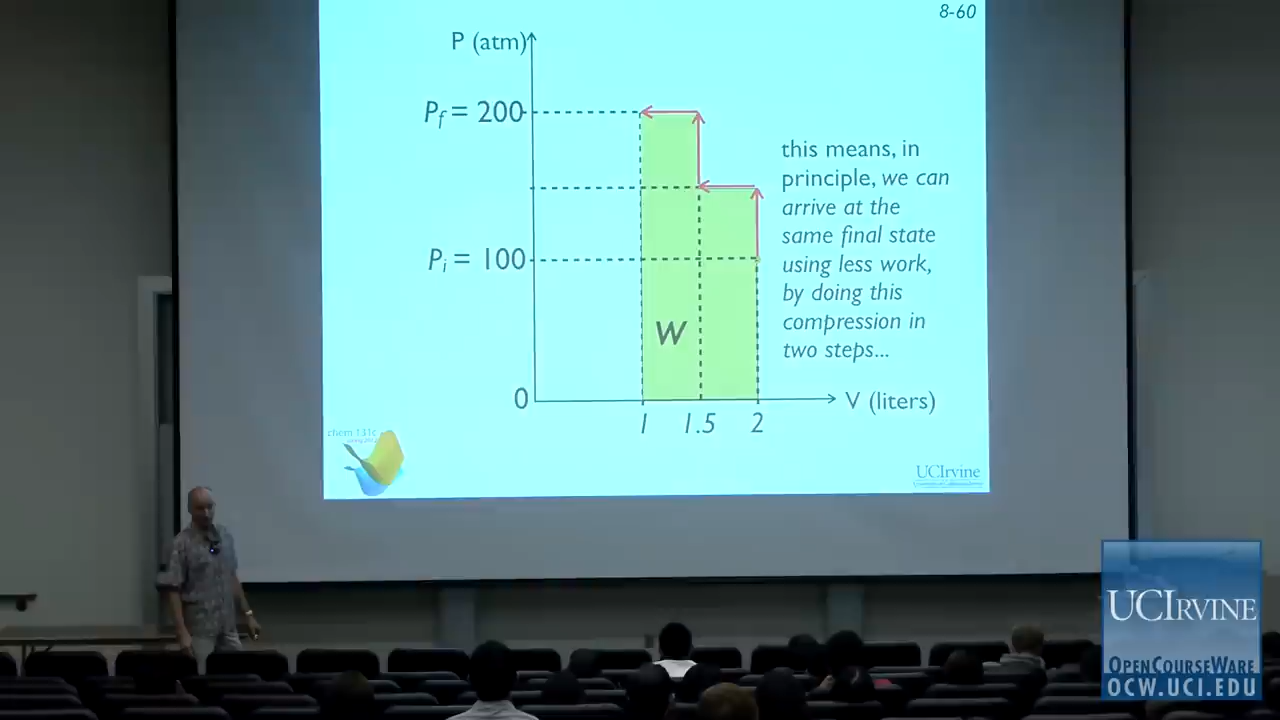 8-60
P (atm)
Pf = 200
this means, in
principle, we can
arrive at the
same final state
using less work,
by doing this
compression in
two steps...
Pi = 100
w
0
V (liters)
1 1.5 2
chem 131c
UCIrvine
UCIRVINE
OPENCOURSEWARE
OCW.UCI.EDU